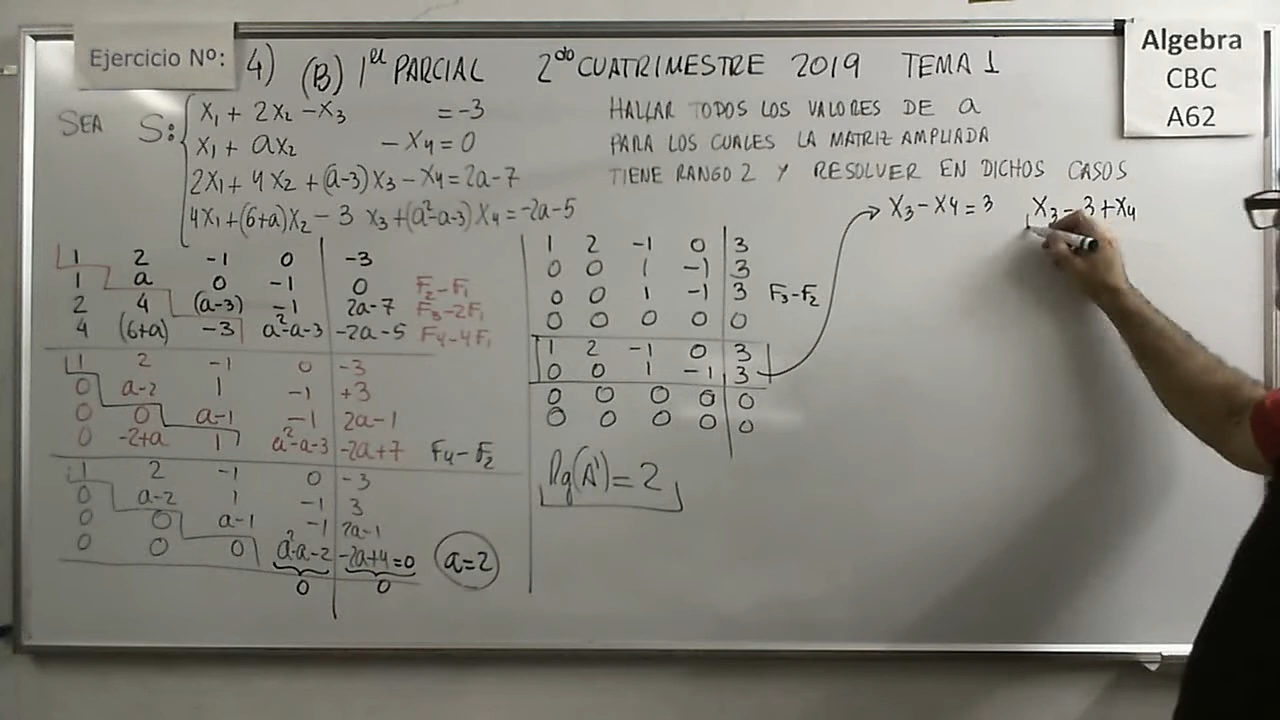 Ejercicio Nº: 4) (B) 1er PARCIAL 2do CUATRIMESTRE 2019 TEMA 1
Algebra
CBC
A62
SEA S:
x1 + 2x2 - x3 = -3
x1 + ax2 - x4 = 0
2x1 + 4x2 + (a-3)x3 - x4 = 2a-7
4x1 + (6+a)x2 - 3 x3 + (a²-a-3)x4 = -2a-5
HALLAR TODOS LOS VALORES DE a
PARA LOS CUALES LA MATRIZ AMPLIADA
TIENE RANGO 2 Y RESOLVER EN DICHOS CASOS
1 2 -1 0 -3
1 a 0 -1 0 F2-F1
2 4 (a-3) -1 2a-7 F3-2F1
4 (6+a) -3 a²-a-3 -2a-5 F4-4F1
1 2 -1 0 -3
0 a-2 1 -1 +3
0 0 a-1 -1 2a-1
0 -2+a 1 a²-a-3 -2a+7 F4-F2
1 2 -1 0 -3
0 a-2 1 -1 3
0 0 a-1 -1 2a-1
0 0 0 a²-a-2 -2a+4=0 a=2
0 0
1 2 -1 0 3
0 0 1 -1 3
0 0 1 -1 3 F3-F2
0 0 0 0 0
1 2 -1 0 3
0 0 1 -1 3
0 0 0 0 0
0 0 0 0 0
Rg(A')=2
x3 - x4 = 3 x3 = 3 + x4